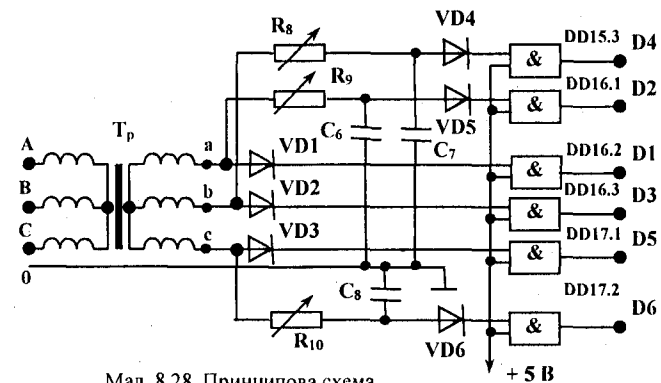 VD4
R8
DD15.3
D4
&
R9
DD16.1
D2
&
VD5
C6
C7
Tр
A
a
VD1
DD16.2
D1
&
B
b
VD2
DD16.3
D3
&
C
c
VD3
DD17.1
D5
&
0
C8
DD17.2
D6
&
R10
VD6
+ 5 В
Мал. 8.28. Принципова схема